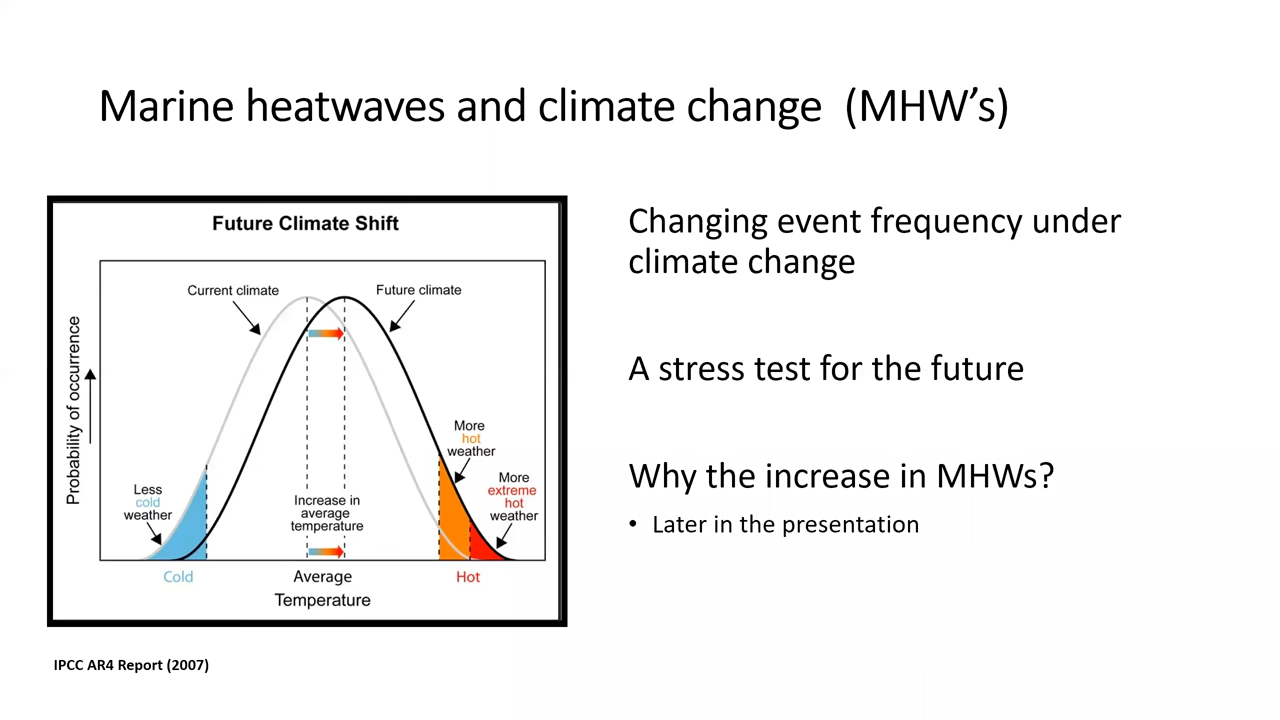 Marine heatwaves and climate change  (MHW’s)
Future Climate Shift
Current climate
Future climate
Probability of occurrence
More
hot
weather
More
extreme
hot
weather
Less
cold
weather
Increase in
average
temperature
Cold
Average
Hot
Temperature
IPCC AR4 Report (2007)
Changing event frequency under
climate change
A stress test for the future
Why the increase in MHWs?
• Later in the presentation